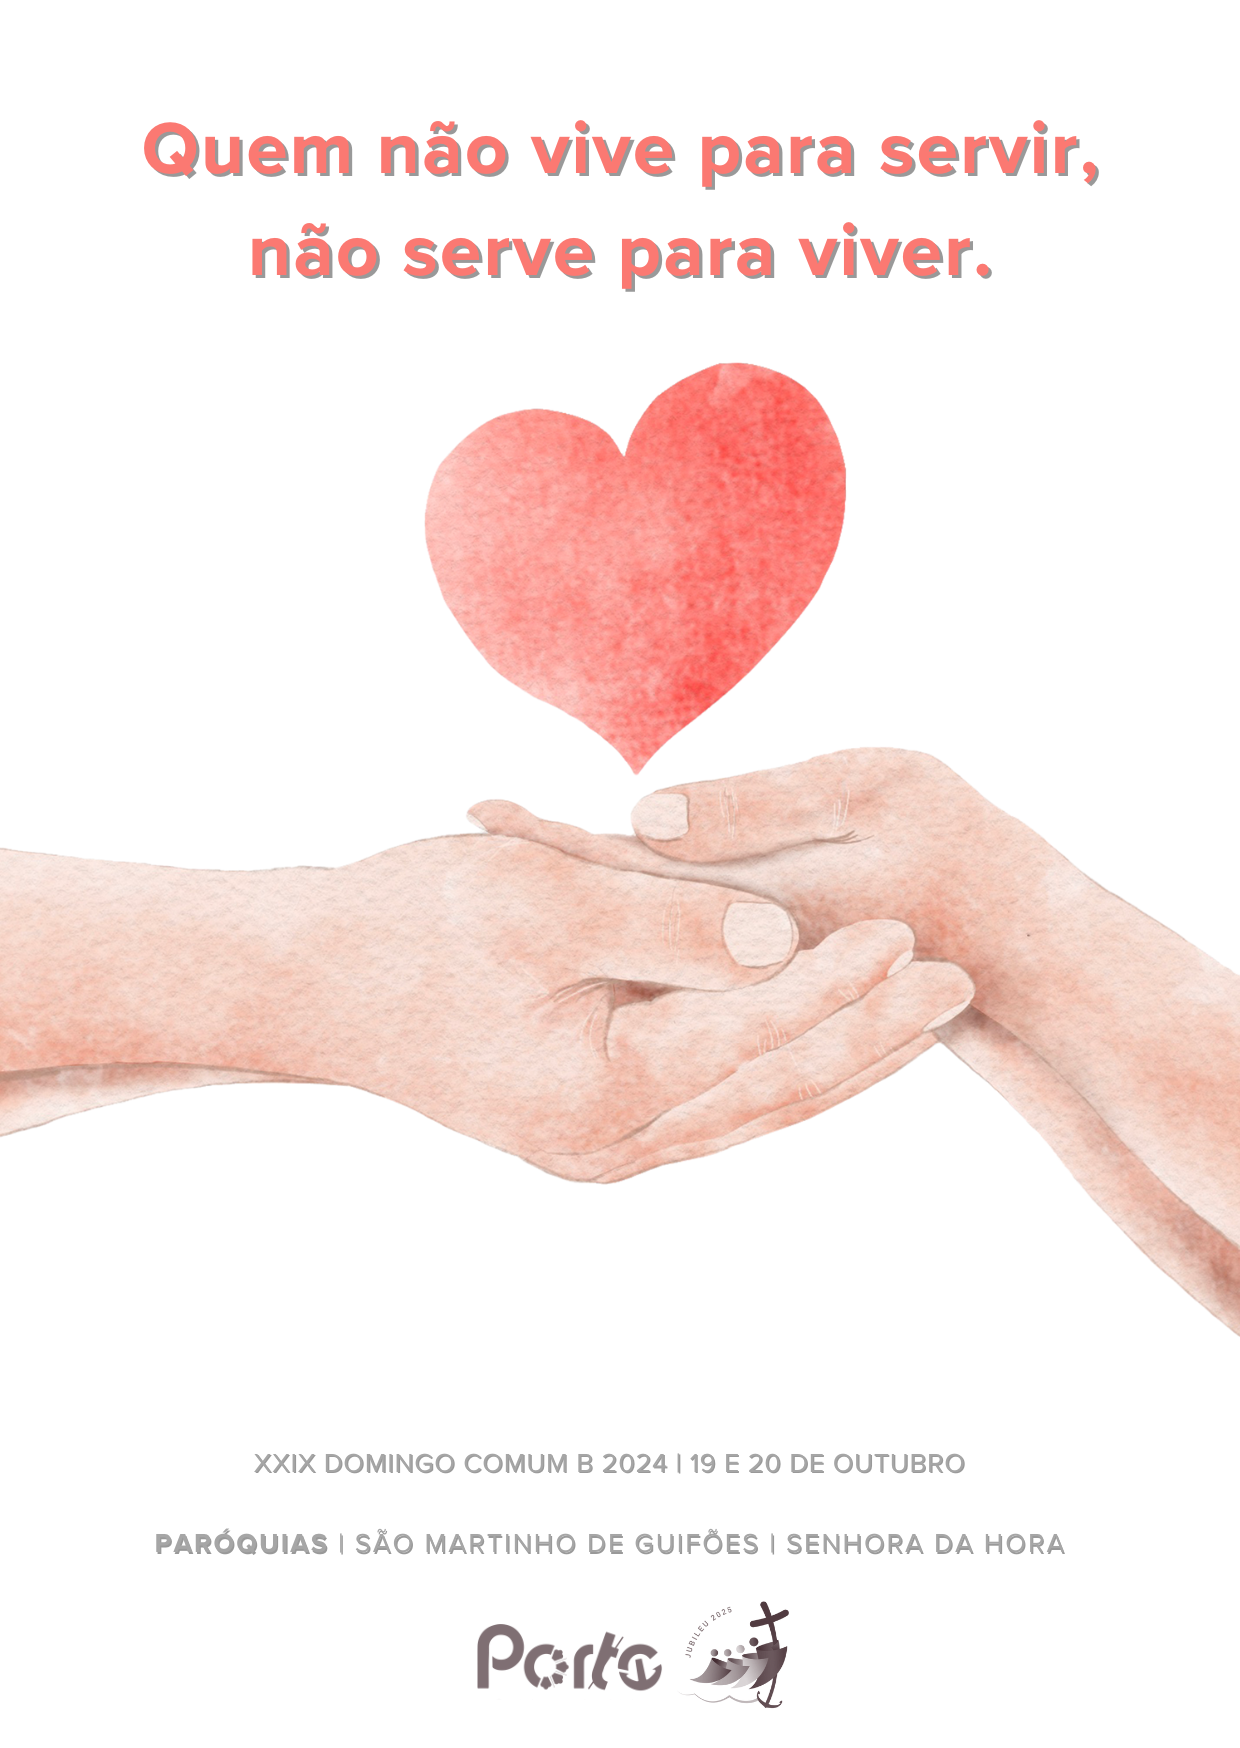 Quem não vive para servir,
não serve para viver.
XXIX DOMINGO COMUM B 2024 | 19 E 20 DE OUTUBRO
PARÓQUIAS | SÃO MARTINHO DE GUIFÕES | SENHORA DA HORA
Porto
JUBILEU 2025